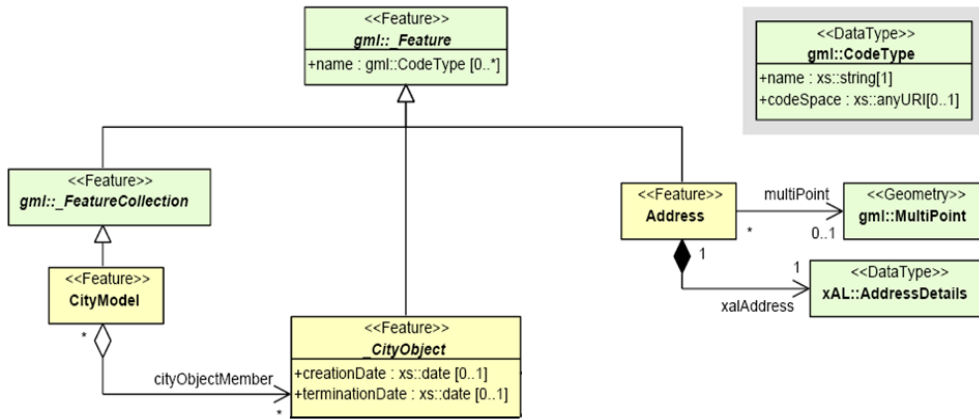 <<Feature>>
gml::_Feature
+name : gml::CodeType [0..*]
<<DataType>>
gml::CodeType
+name : xs::string[1]
+codeSpace : xs::anyURI[0..1]
<<Feature>>
gml::_FeatureCollection
<<Feature>>
Address
multiPoint
*
0..1
<<Geometry>>
gml::MultiPoint
<<Feature>>
CityModel
1
1
xalAddress
<<DataType>>
xAL::AddressDetails
*
cityObjectMember
*
<<Feature>>
_CityObject
+creationDate : xs::date [0..1]
+terminationDate : xs::date [0..1]